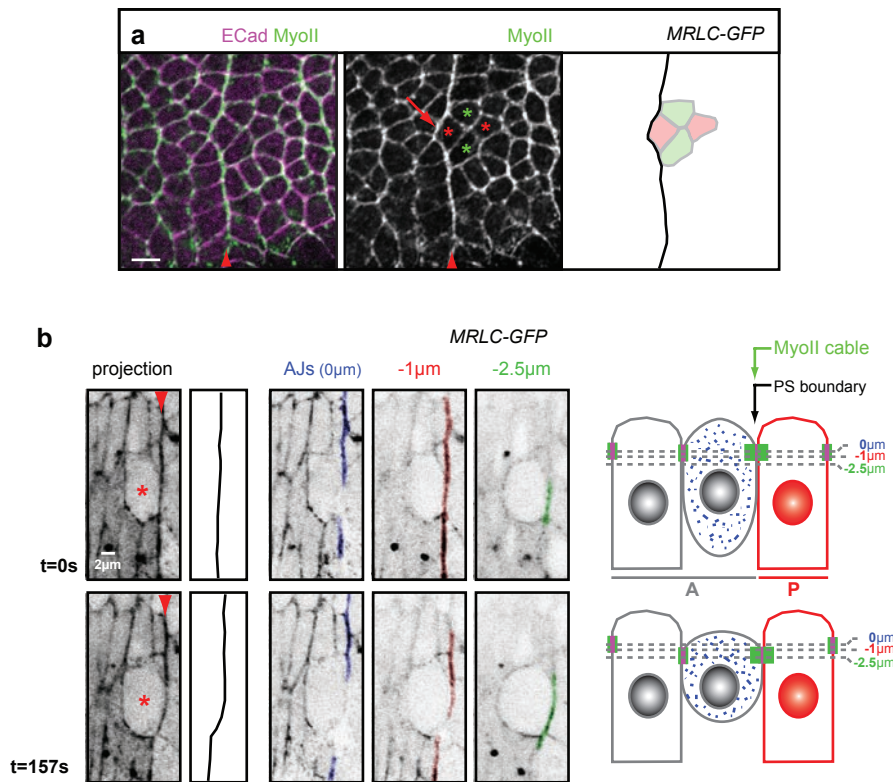 a
ECad MyoII
MyoII
MRLC-GFP
* * * *
b
MRLC-GFP
projection
AJs (0µm)
-1µm
-2.5µm
MyoII cable
PS boundary
*
2µm
t=0s
0µm
-1µm
-2.5µm
A
P
*
t=157s
0µm
-1µm
-2.5µm